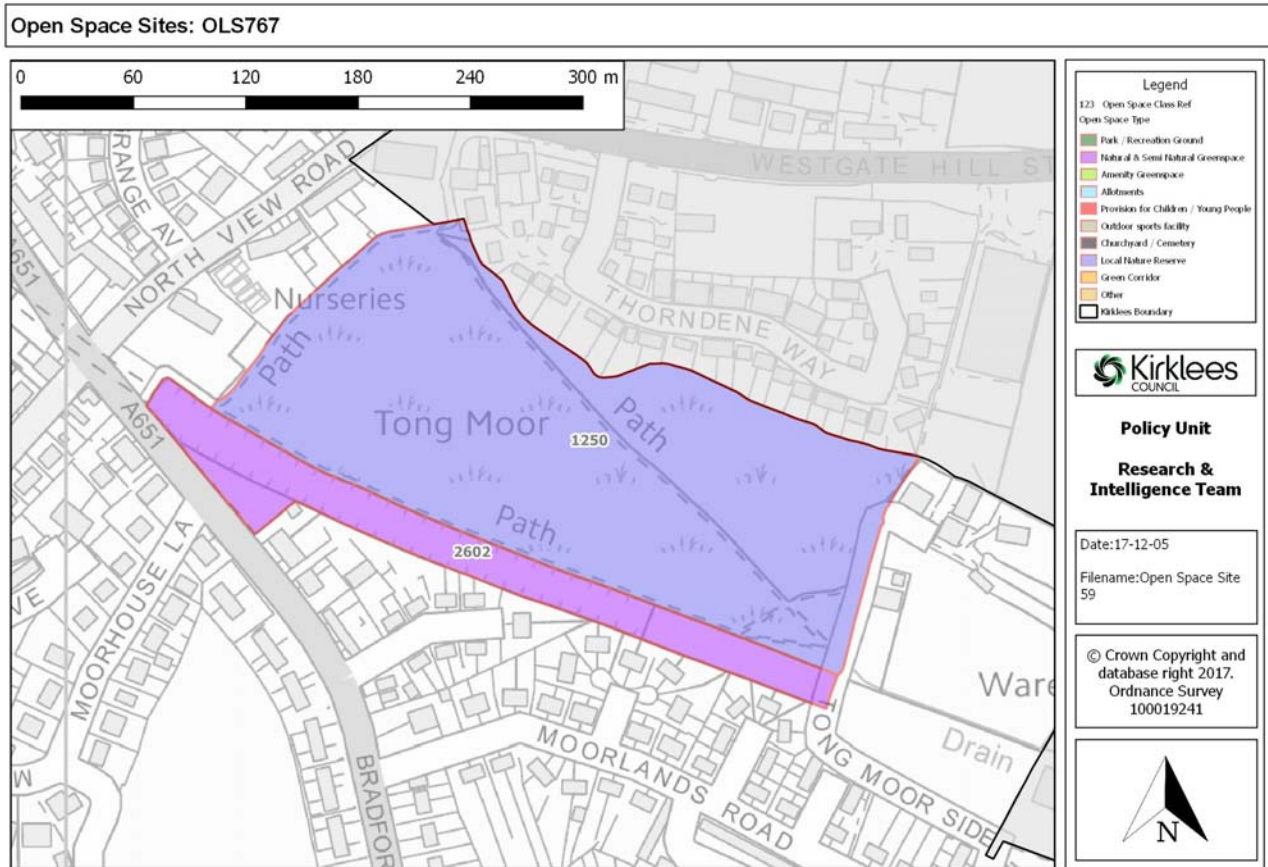 Open Space Sites: OLS767
0 60 120 180 240 300 m
Legend
123 Open Space Class Ref
Open Space Type
Park / Recreation Ground
Natural & Semi Natural Greenspace
Amenity Greenspace
Allotments
Provision for Children / Young People
Outdoor sports facility
Churchyard / Cemetery
Local Nature Reserve
Green Corridor
Other
Kirklees Boundary
Kirklees
COUNCIL
Policy Unit
Research &
Intelligence Team
Date:17-12-05
Filename:Open Space Site
59
© Crown Copyright and
database right 2017.
Ordnance Survey
100019241
N
RANGE AV
NORTH VIEW ROAD
WESTGATE HILL ST
A651
Nurseries
THORNDENE WAY
Path
Path
Tong Moor
1250
A651
Path
2602
MOORHOUSE LA
VE
Ware
Drain
TONG MOOR SIDE
MOORLANDS ROAD
BRADFOR
M